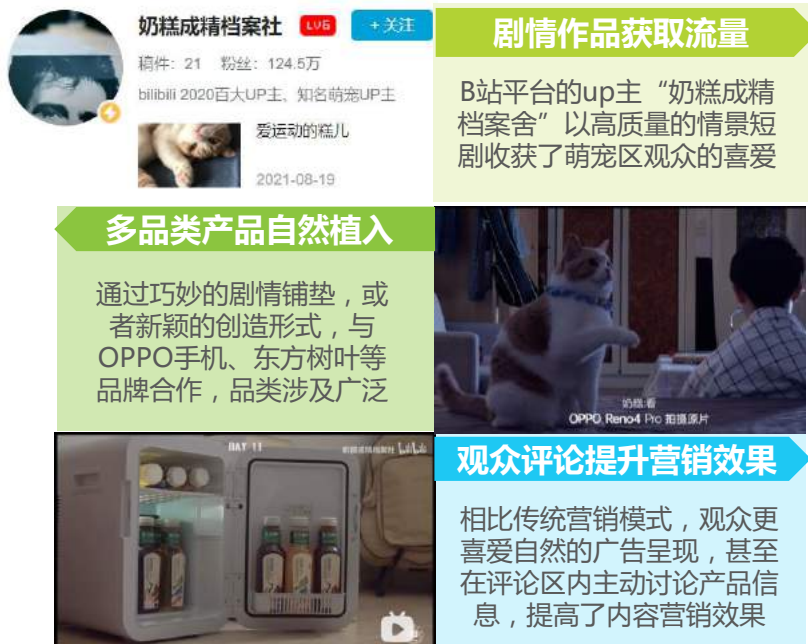 奶糕成精档案社 LV6 +关注
稿件：21 粉丝：124.5万
bilibili 2020百大UP主、知名萌宠UP主
爱运动的糕儿
2021-08-19
剧情作品获取流量
B站平台的up主“奶糕成精
档案舍”以高质量的情景短
剧收获了萌宠区观众的喜爱
多品类产品自然植入
通过巧妙的剧情铺垫，或
者新颖的创造形式，与
OPPO手机、东方树叶等
品牌合作，品类涉及广泛
奶糕:看
OPPO Reno4 Pro 拍摄原片
DAY 11
奶糕成精档案社 bilibili
观众评论提升营销效果
相比传统营销模式，观众更
喜爱自然的广告呈现，甚至
在评论区内主动讨论产品信
息，提高了内容营销效果